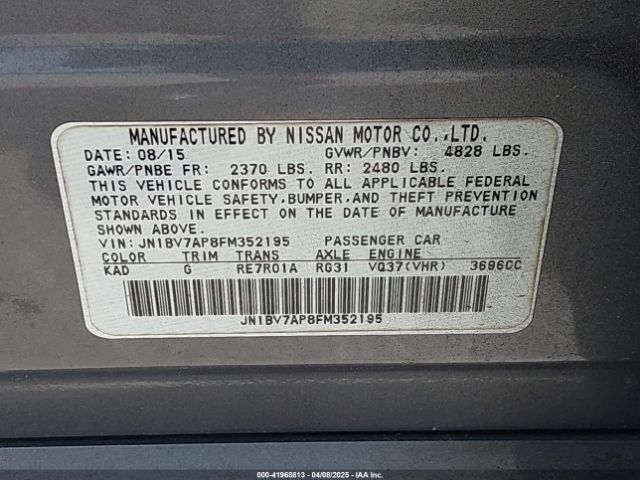 MANUFACTURED BY NISSAN MOTOR CO.,LTD.
DATE: 08/15 GVWR/PNBV: 4828 LBS.
GAWR/PNBE FR: 2370 LBS. RR: 2480 LBS.
THIS VEHICLE CONFORMS TO ALL APPLICABLE FEDERAL
MOTOR VEHICLE SAFETY,BUMPER,AND THEFT PREVENTION
STANDARDS IN EFFECT ON THE DATE OF MANUFACTURE
SHOWN ABOVE.
VIN: JN1BV7AP8FM352195 PASSENGER CAR
COLOR TRIM TRANS AXLE ENGINE
KAD G RE7R01A RG31 VQ37(VHR) 3696CC
JN1BV7AP8FM352195
000-41968813 - 04/08/2025 - IAA Inc.